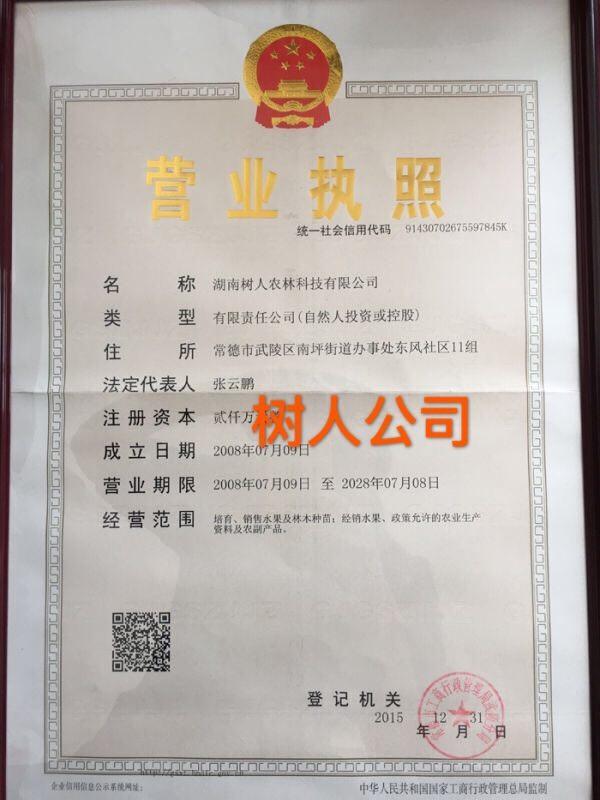 营业执照
统一社会信用代码 91430702675597845K
名称 湖南树人农林科技有限公司
类型 有限责任公司(自然人投资或控股)
住所 常德市武陵区南坪街道办事处东风社区11组
法定代表人 张云鹏
注册资本 贰仟万
树人公司
成立日期 2008年07月09日
营业期限 2008年07月09日 至 2028年07月08日
经营范围 培育、销售水果及林木种苗;经销水果、政策允许的农业生产
资料及农副产品。
登记机关
2015 12 31
年 月 日
企业信用信息公示系统网址:
中华人民共和国国家工商行政管理总局监制